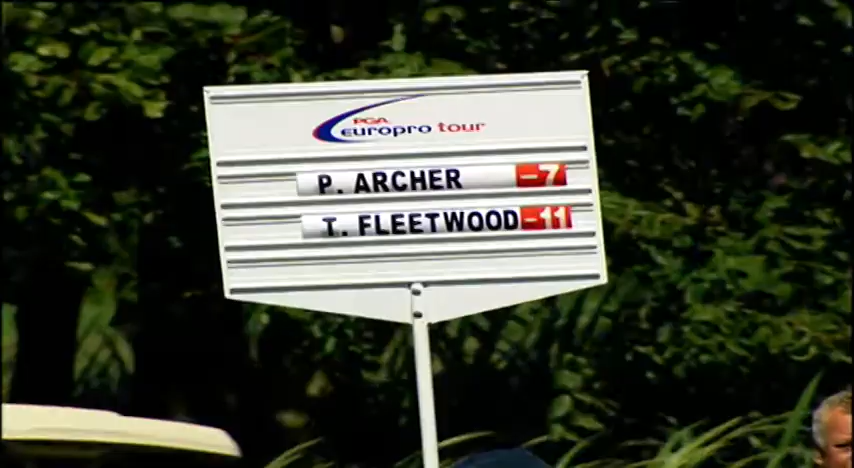 PGA
europro tour
P. ARCHER -7
T. FLEETWOOD -11